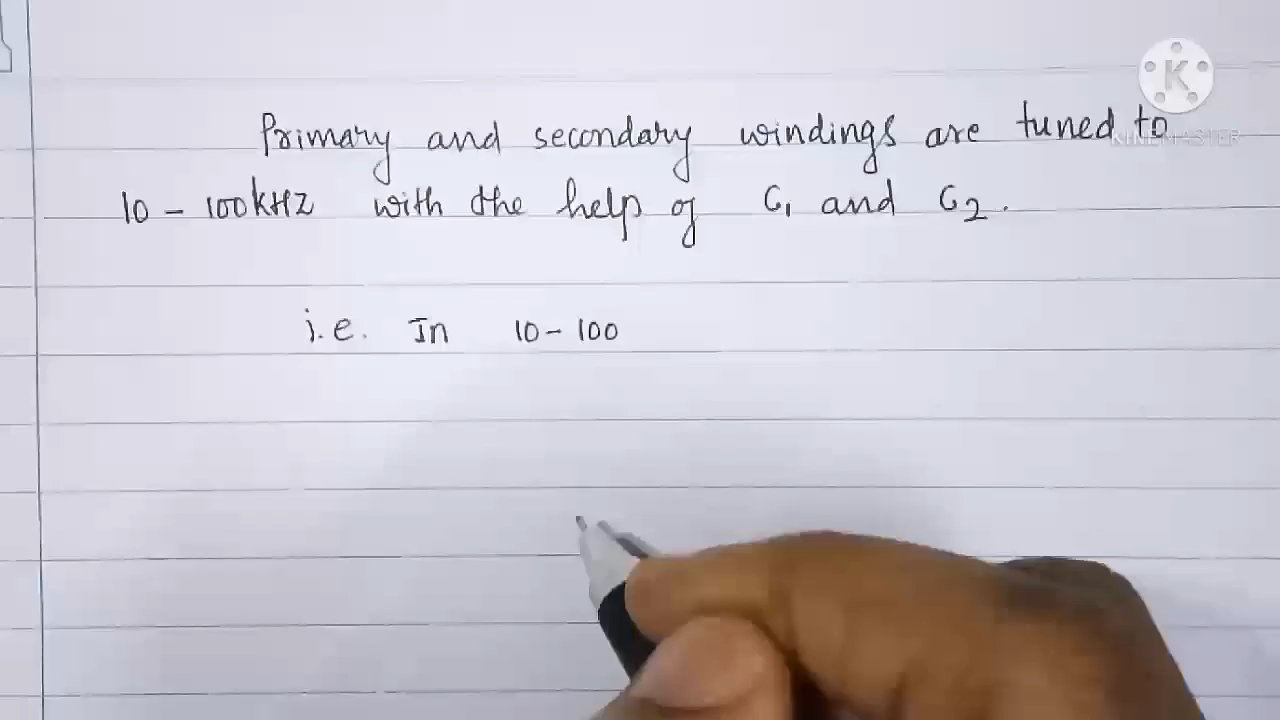 Primary and secondary windings are tuned to
10 - 100kHz with the help of C1 and C2.
i.e. In 10 - 100
K
KINEMASTER